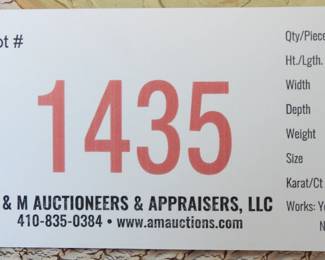 ot #
1435
& M AUCTIONEERS & APPRAISERS, LLC
410-835-0384 • www.amauctions.com
Qty/Piece
Ht./Lgth.
Width
Depth
Weight
Size
Karat/Ct
Works: Ye
N